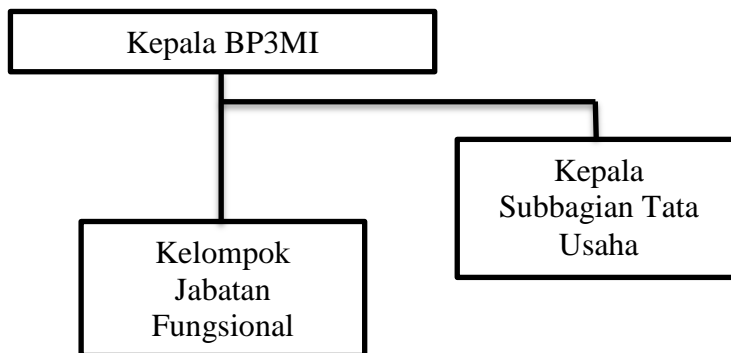 Kepala BP3MI
Kepala
Subbagian Tata
Usaha
Kelompok
Jabatan
Fungsional